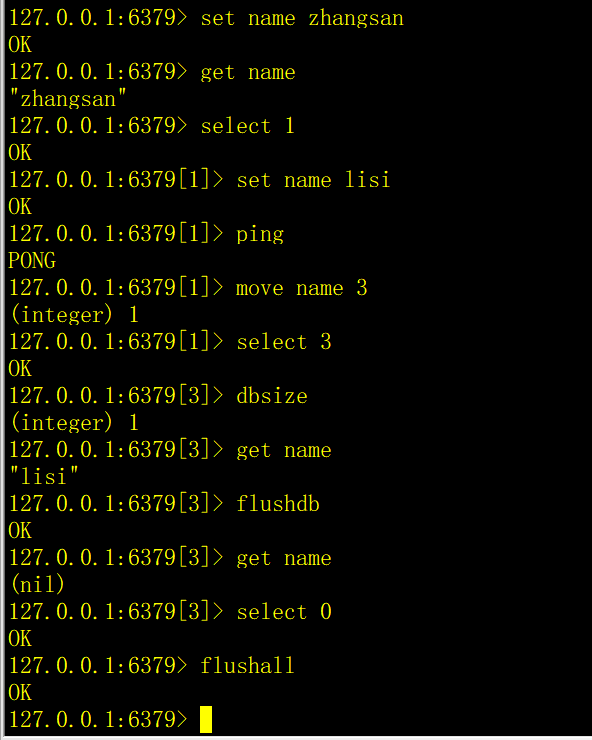 127.0.0.1:6379> set name zhangsan
OK
127.0.0.1:6379> get name
"zhangsan"
127.0.0.1:6379> select 1
OK
127.0.0.1:6379[1]> set name lisi
OK
127.0.0.1:6379[1]> ping
PONG
127.0.0.1:6379[1]> move name 3
(integer) 1
127.0.0.1:6379[1]> select 3
OK
127.0.0.1:6379[3]> dbsize
(integer) 1
127.0.0.1:6379[3]> get name
"lisi"
127.0.0.1:6379[3]> flushdb
OK
127.0.0.1:6379[3]> get name
(nil)
127.0.0.1:6379[3]> select 0
OK
127.0.0.1:6379> flushall
OK
127.0.0.1:6379>